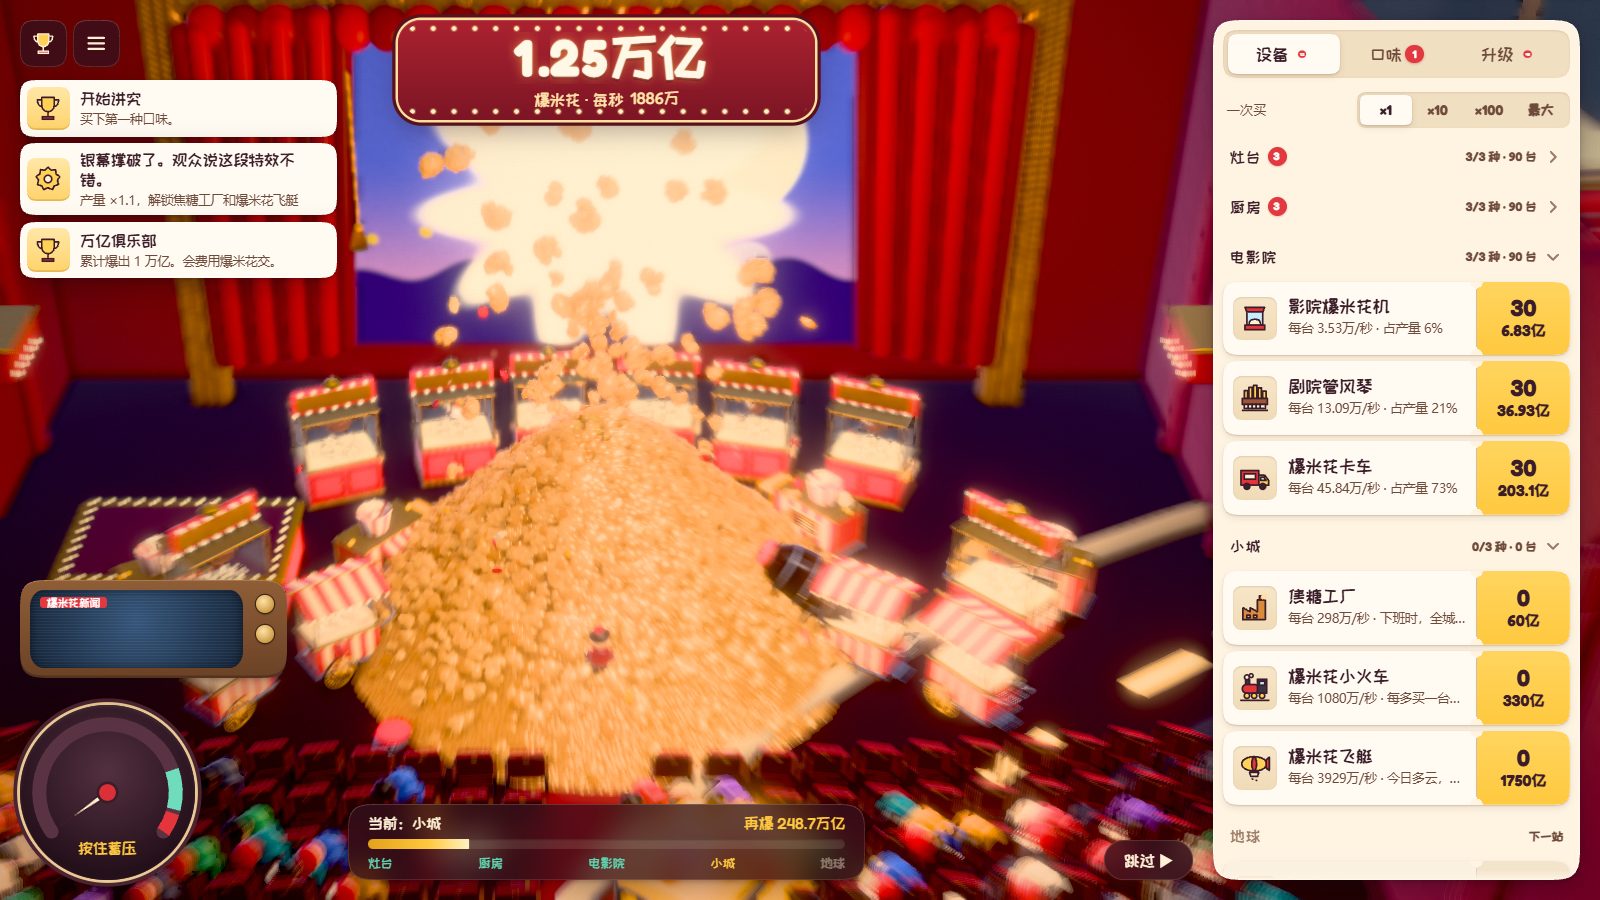 1.25万亿
爆米花 · 每秒 1886万
开始讲究
买下第一种口味。
银幕撑破了。观众说这段特效不
错。
产量 ×1.1，解锁焦糖工厂和爆米花飞艇
万亿俱乐部
累计爆出 1 万亿。会费用爆米花交。
爆米花新闻
按住蓄压
当前：小城
再爆 248.7万亿
灶台 厨房 电影院 小城 地球
跳过
设备 口味 1 升级
一次买 ×1 ×10 ×100 最大
灶台 3 3/3 种 · 90 台
厨房 3 3/3 种 · 90 台
电影院 3/3 种 · 90 台
影院爆米花机
每台 3.53万/秒 · 占产量 6%
30
6.83亿
剧院管风琴
每台 13.09万/秒 · 占产量 21%
30
36.93亿
爆米花卡车
每台 45.84万/秒 · 占产量 73%
30
203.1亿
小城 0/3 种 · 0 台
焦糖工厂
每台 298万/秒 · 下班时，全城...
0
60亿
爆米花小火车
每台 1080万/秒 · 每多买一台...
0
330亿
爆米花飞艇
每台 3929万/秒 · 今日多云，...
0
1750亿
地球 下一站